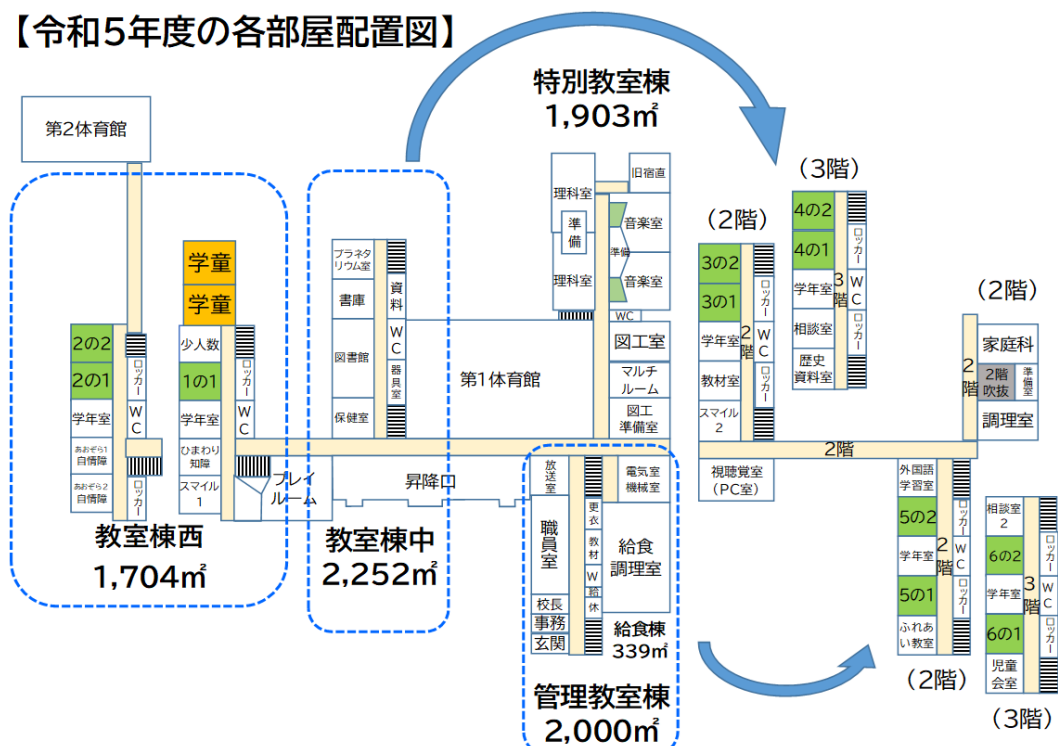 【令和5年度の各部屋配置図】
特別教室棟
1,903㎡
第2体育館
学童
学童
2の2
2の1
学年室
あおぞら1
自情障
あおぞら2
自情障
ロッカー
WC
ロッカー
少人数
1の1
学年室
ひまわり
知障
スマイル
1
ロッカー
WC
プレイ
ルーム
教室棟西
1,704㎡
プラネタ
リウム室
書庫
図書館
保健室
資料
WC
器具室
昇降口
教室棟中
2,252㎡
第1体育館
理科室
準備
理科室
旧宿直
音楽室
準備
音楽室
WC
図工室
マルチ
ルーム
図工
準備室
放送室
職員室
校長
事務
玄関
更衣
教材
W
給
休
電気室
機械室
給食
調理室
給食棟
339㎡
管理教室棟
2,000㎡
(2階)
3の2
3の1
学年室
教材室
スマイル
2
2階
ロッカー
WC
ロッカー
(3階)
4の2
4の1
学年室
相談室
歴史
資料室
3階
ロッカー
WC
ロッカー
(2階)
2階
家庭科
2階
吹抜
準備室
調理室
2階
視聴覚室
(PC室)
外国語
学習室
5の2
学年室
5の1
ふれあ
い教室
2階
ロッカー
WC
ロッカー
(2階)
相談室
2
6の2
学年室
6の1
児童
会室
3階
ロッカー
WC
ロッカー
(3階)